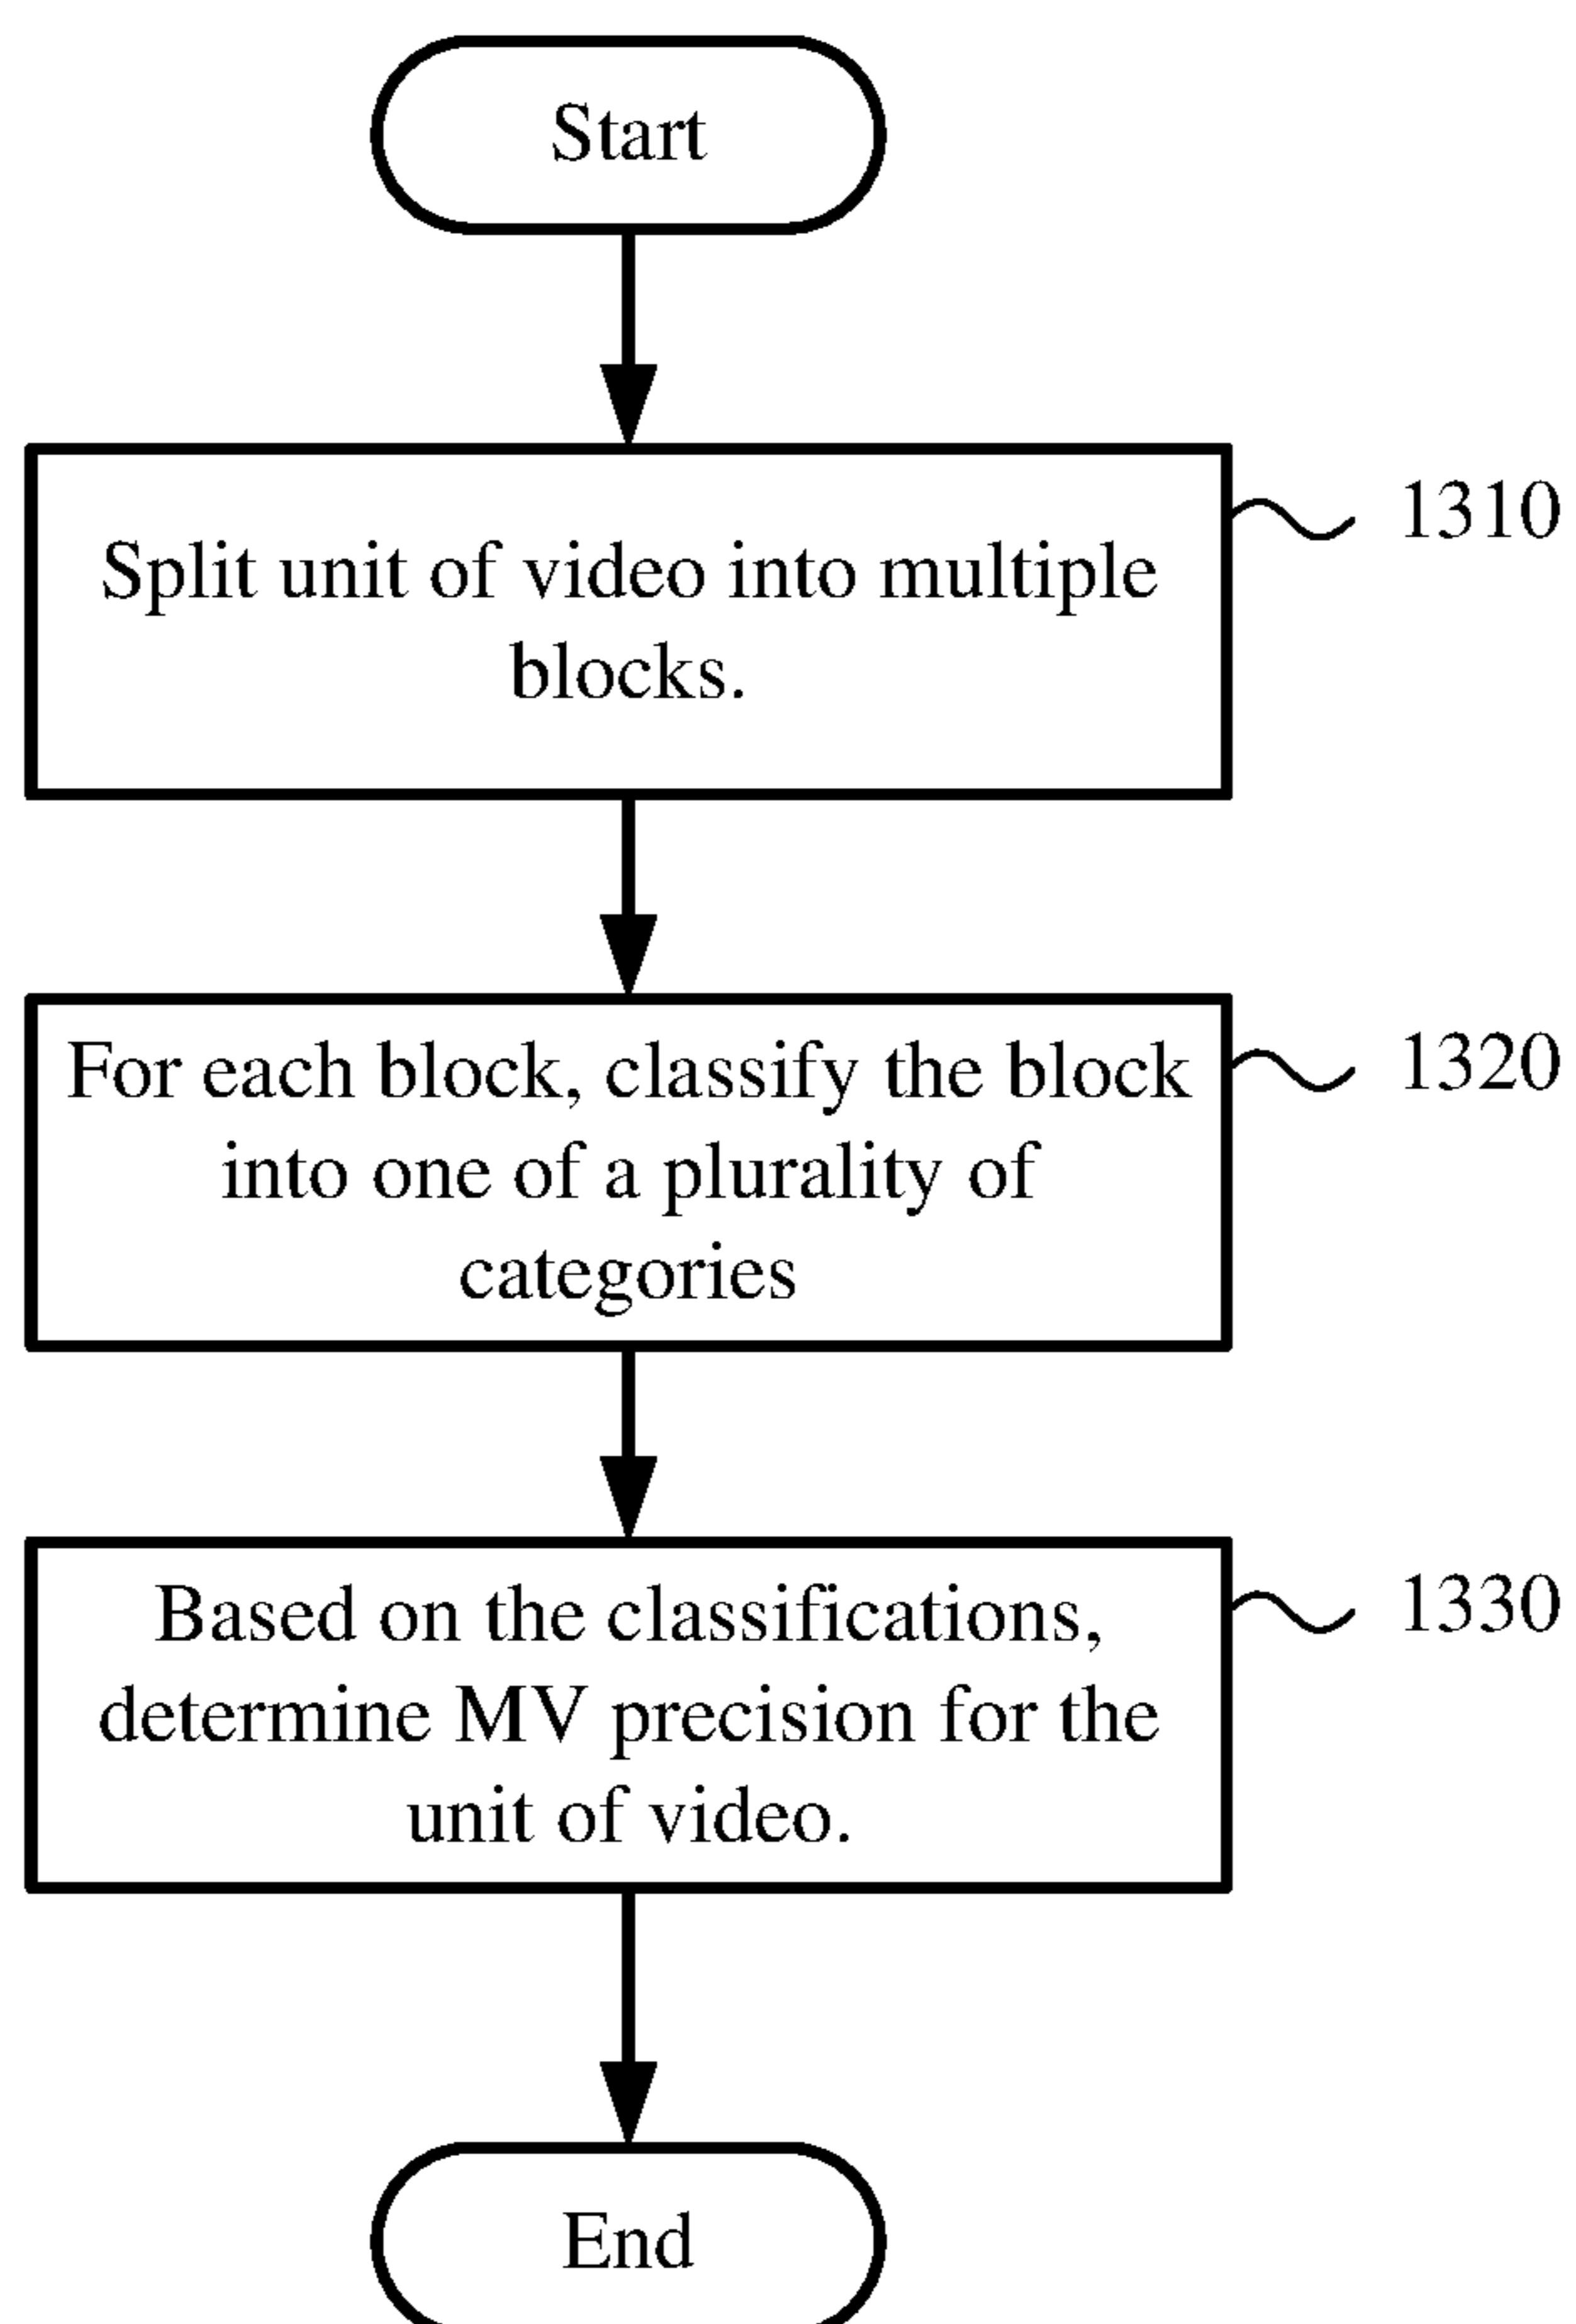 Start
1310
Split unit of video into multiple
blocks.
1320
For each block, classify the block
into one of a plurality of
categories
1330
Based on the classifications,
determine MV precision for the
unit of video.
End